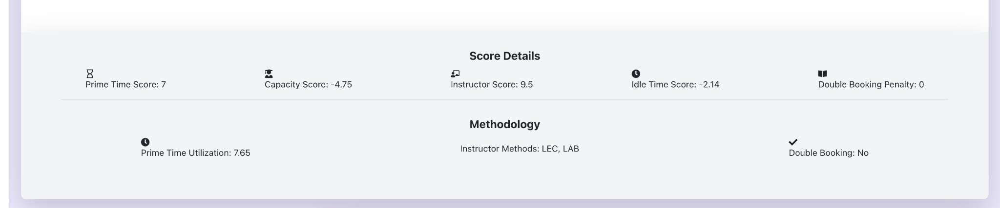 Score Details
Prime Time Score: 7
Capacity Score: -4.75
Instructor Score: 9.5
Idle Time Score: -2.14
Double Booking Penalty: 0
Methodology
Prime Time Utilization: 7.65
Instructor Methods: LEC, LAB
Double Booking: No